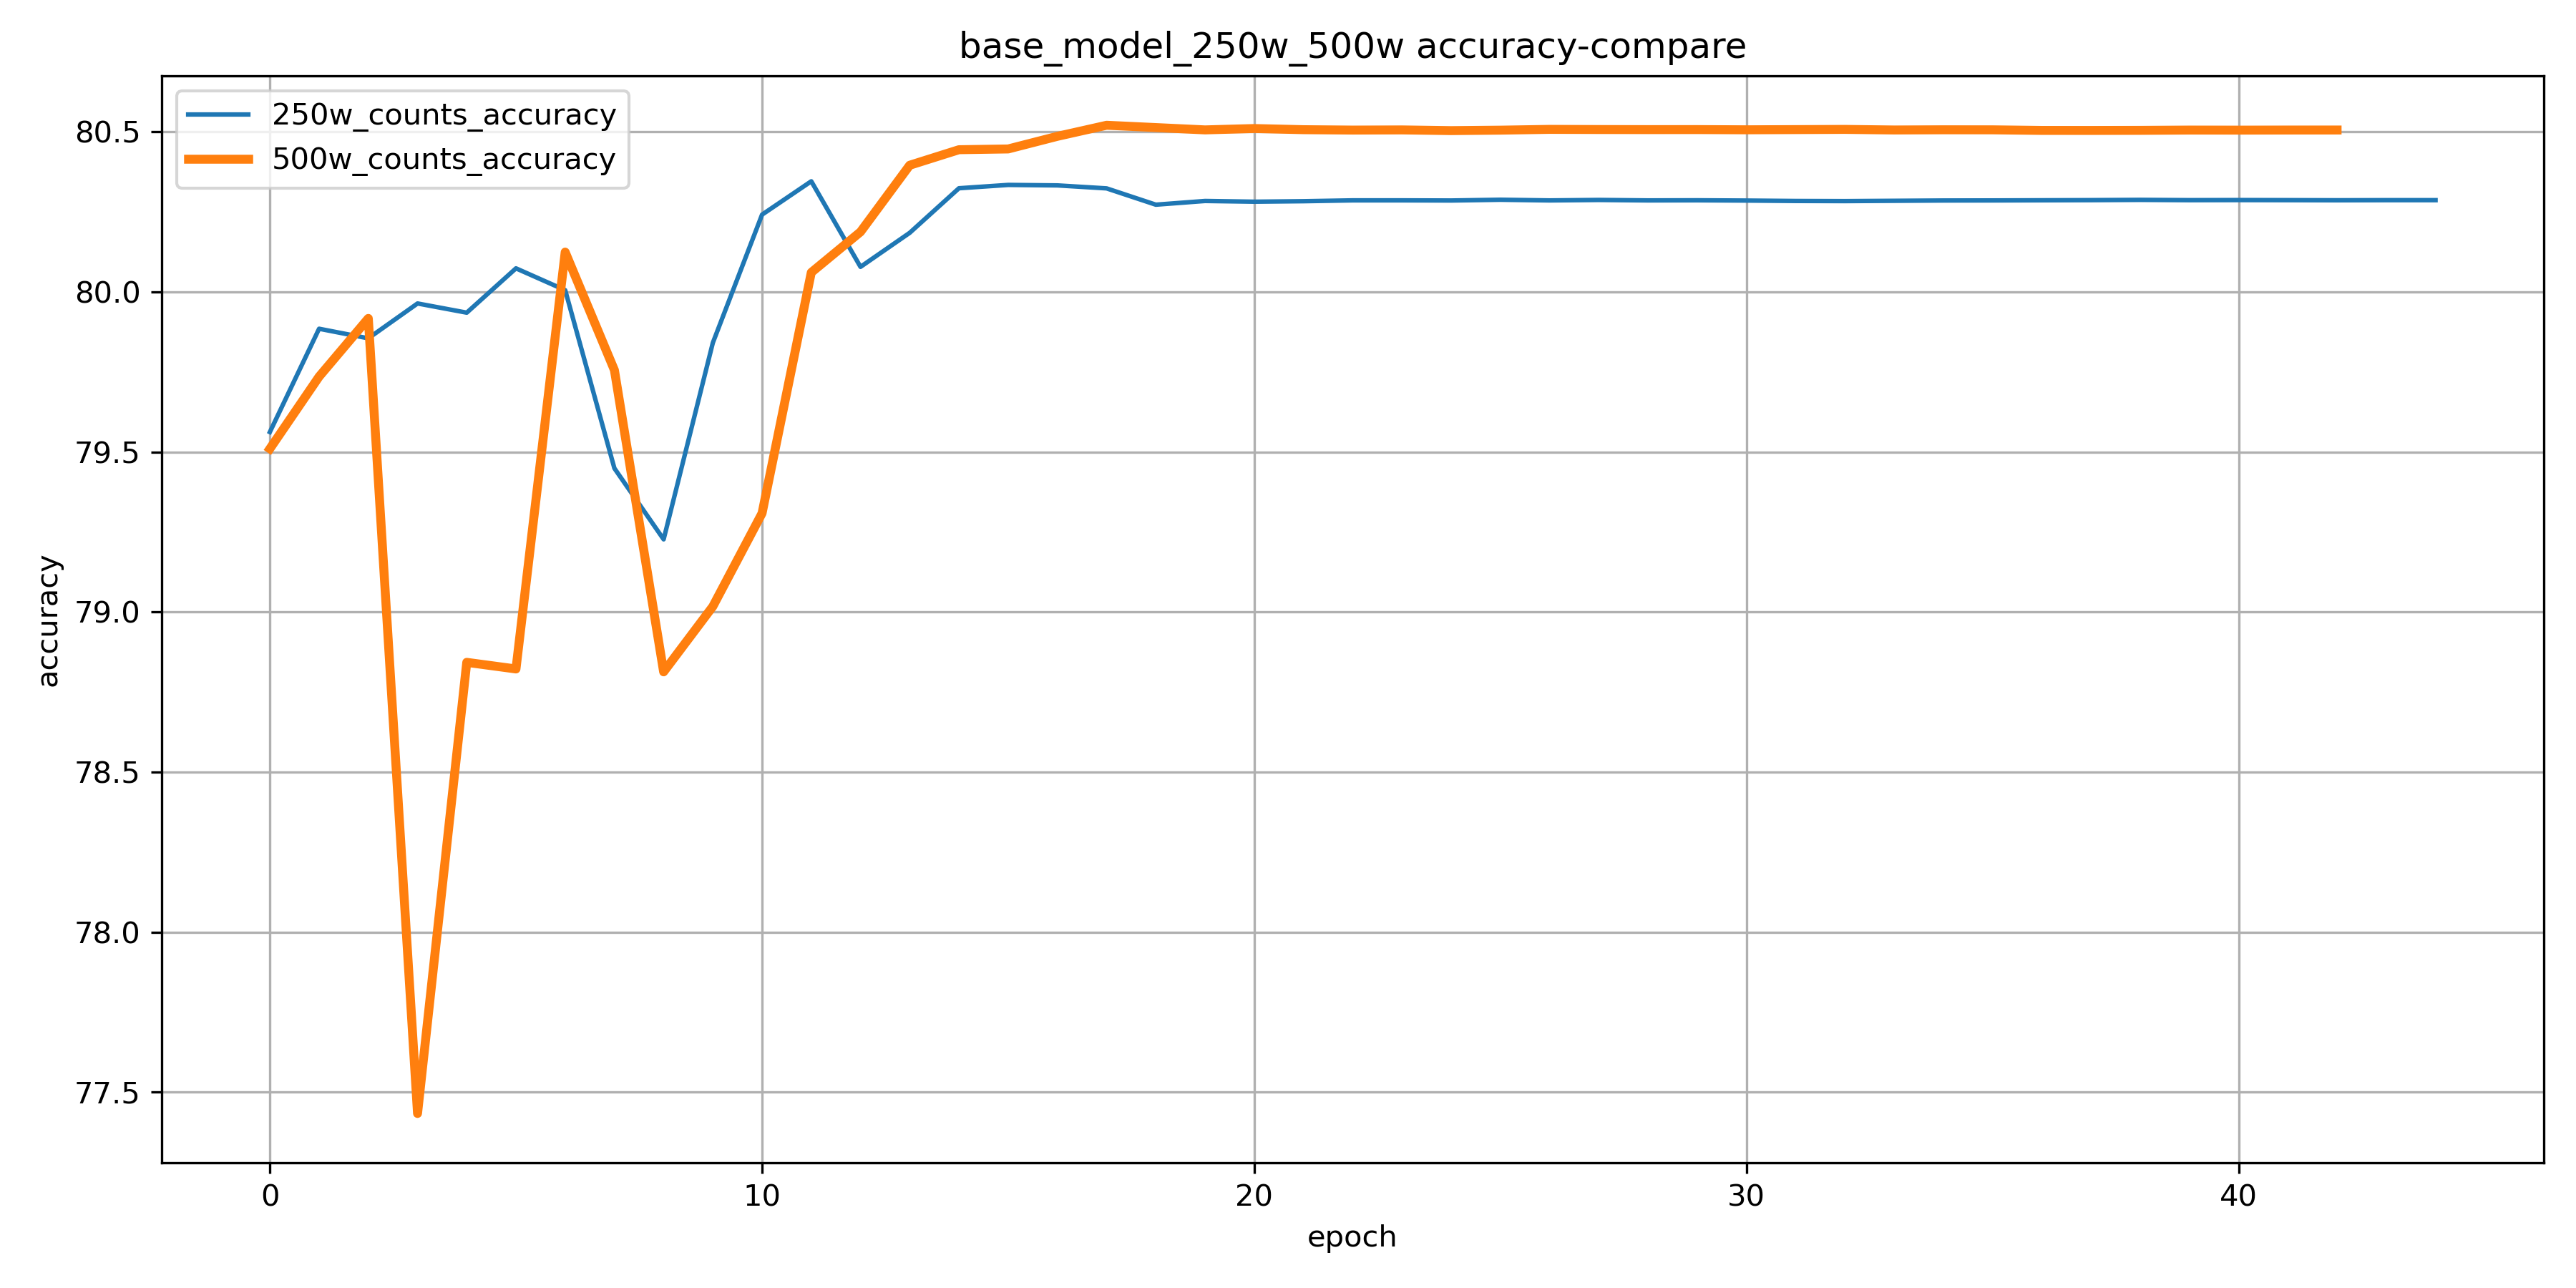 base_model_250w_500w accuracy-compare
250w_counts_accuracy
500w_counts_accuracy
accuracy
80.5
80.0
79.5
79.0
78.5
78.0
77.5
0 10 20 30 40
epoch